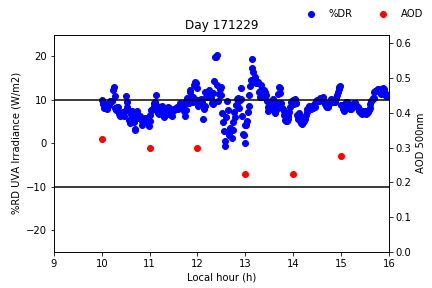 %DR AOD
Day 171229
20
10
0
−10
−20
%RD UVA Irradiance (W/m2)
0.6
0.5
0.4
0.3
0.2
0.1
0.0
AOD 500nm
9 10 11 12 13 14 15 16
Local hour (h)